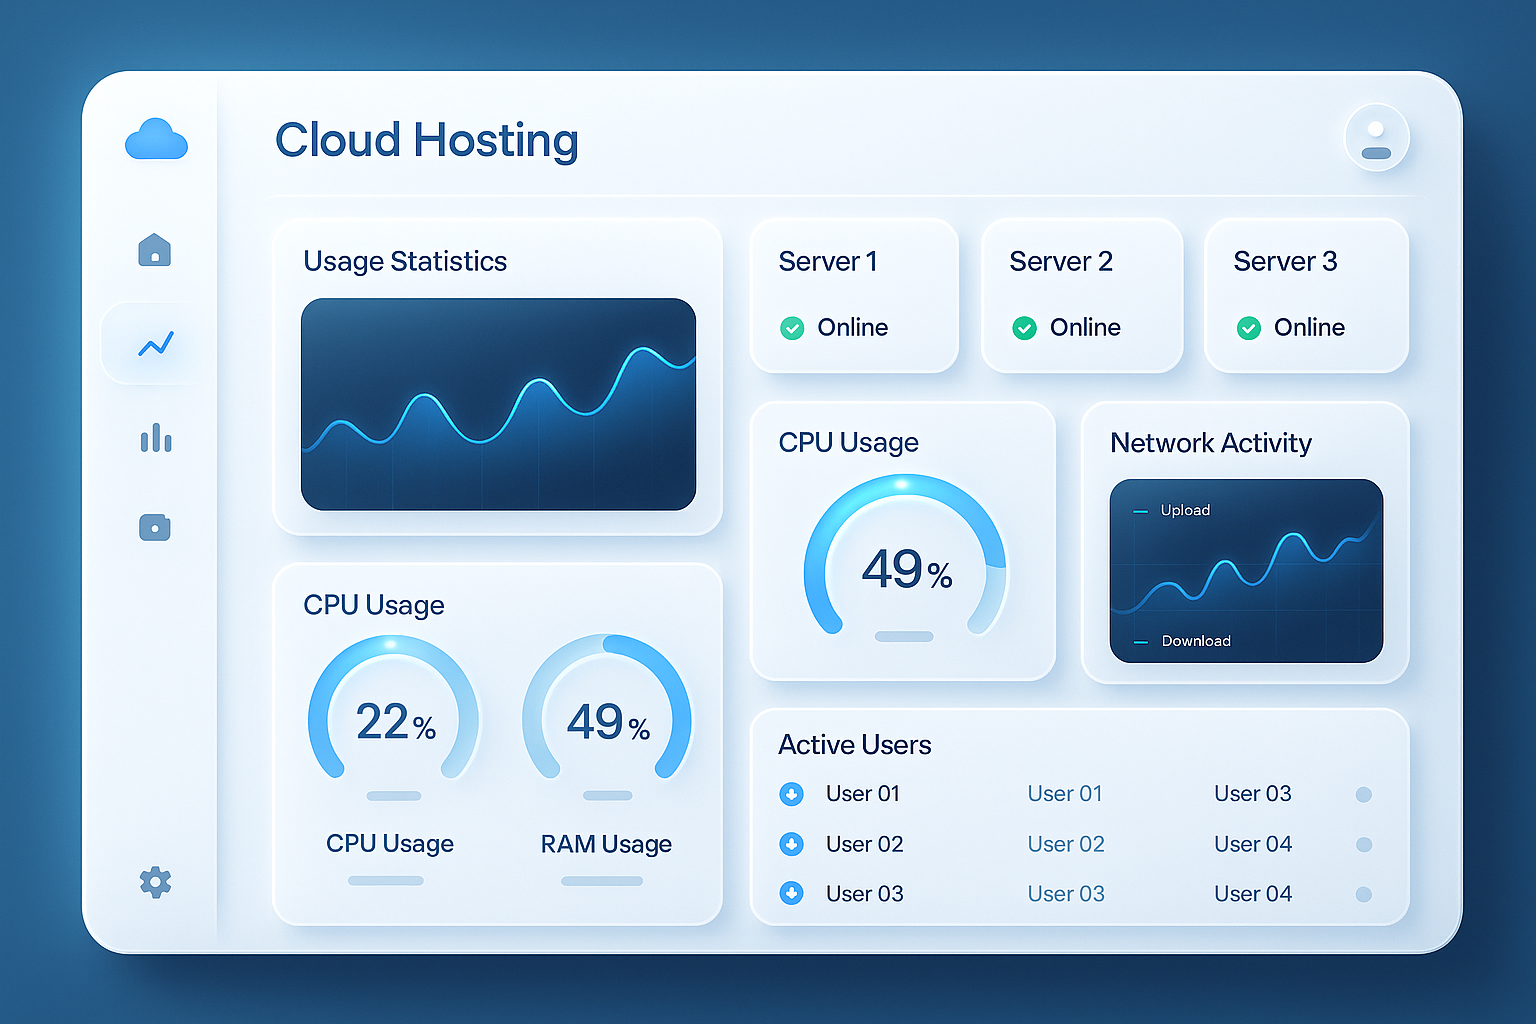 Cloud Hosting
Usage Statistics
Server 1
Online
Server 2
Online
Server 3
Online
CPU Usage
49%
Network Activity
Upload
Download
CPU Usage
22%
CPU Usage
49%
RAM Usage
Active Users
User 01 User 01 User 03
User 02 User 02 User 04
User 03 User 03 User 04